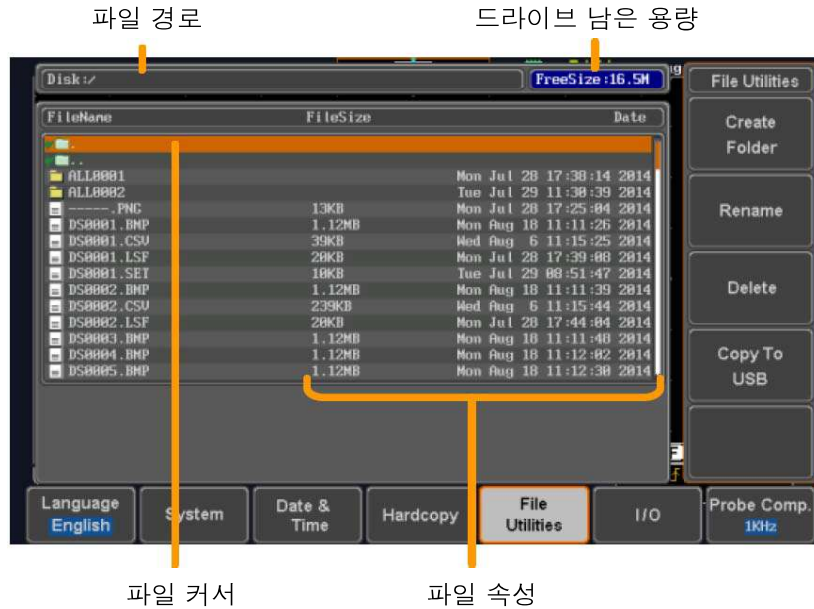 파일 경로
드라이브 남은 용량
Disk:/
FreeSize:16.5M
File Utilities
FileName FileSize Date
.
..
ALL0001 Mon Jul 28 17:38:14 2014
ALL0002 Tue Jul 29 11:30:39 2014
-----.PNG 13KB Mon Jul 28 17:25:04 2014
DS0001.BMP 1.12MB Mon Aug 18 11:11:26 2014
DS0001.CSV 39KB Wed Aug 6 11:15:25 2014
DS0001.LSF 20KB Mon Jul 28 17:39:08 2014
DS0001.SET 10KB Tue Jul 29 08:51:47 2014
DS0002.BMP 1.12MB Mon Aug 18 11:11:39 2014
DS0002.CSV 239KB Wed Aug 6 11:15:44 2014
DS0002.LSF 20KB Mon Jul 28 17:44:04 2014
DS0003.BMP 1.12MB Mon Aug 18 11:11:48 2014
DS0004.BMP 1.12MB Mon Aug 18 11:12:02 2014
DS0005.BMP 1.12MB Mon Aug 18 11:12:30 2014
Create
Folder
Rename
Delete
Copy To
USB
Language
English
System
Date &
Time
Hardcopy
File
Utilities
I/O
Probe Comp.
1KHz
파일 커서
파일 속성